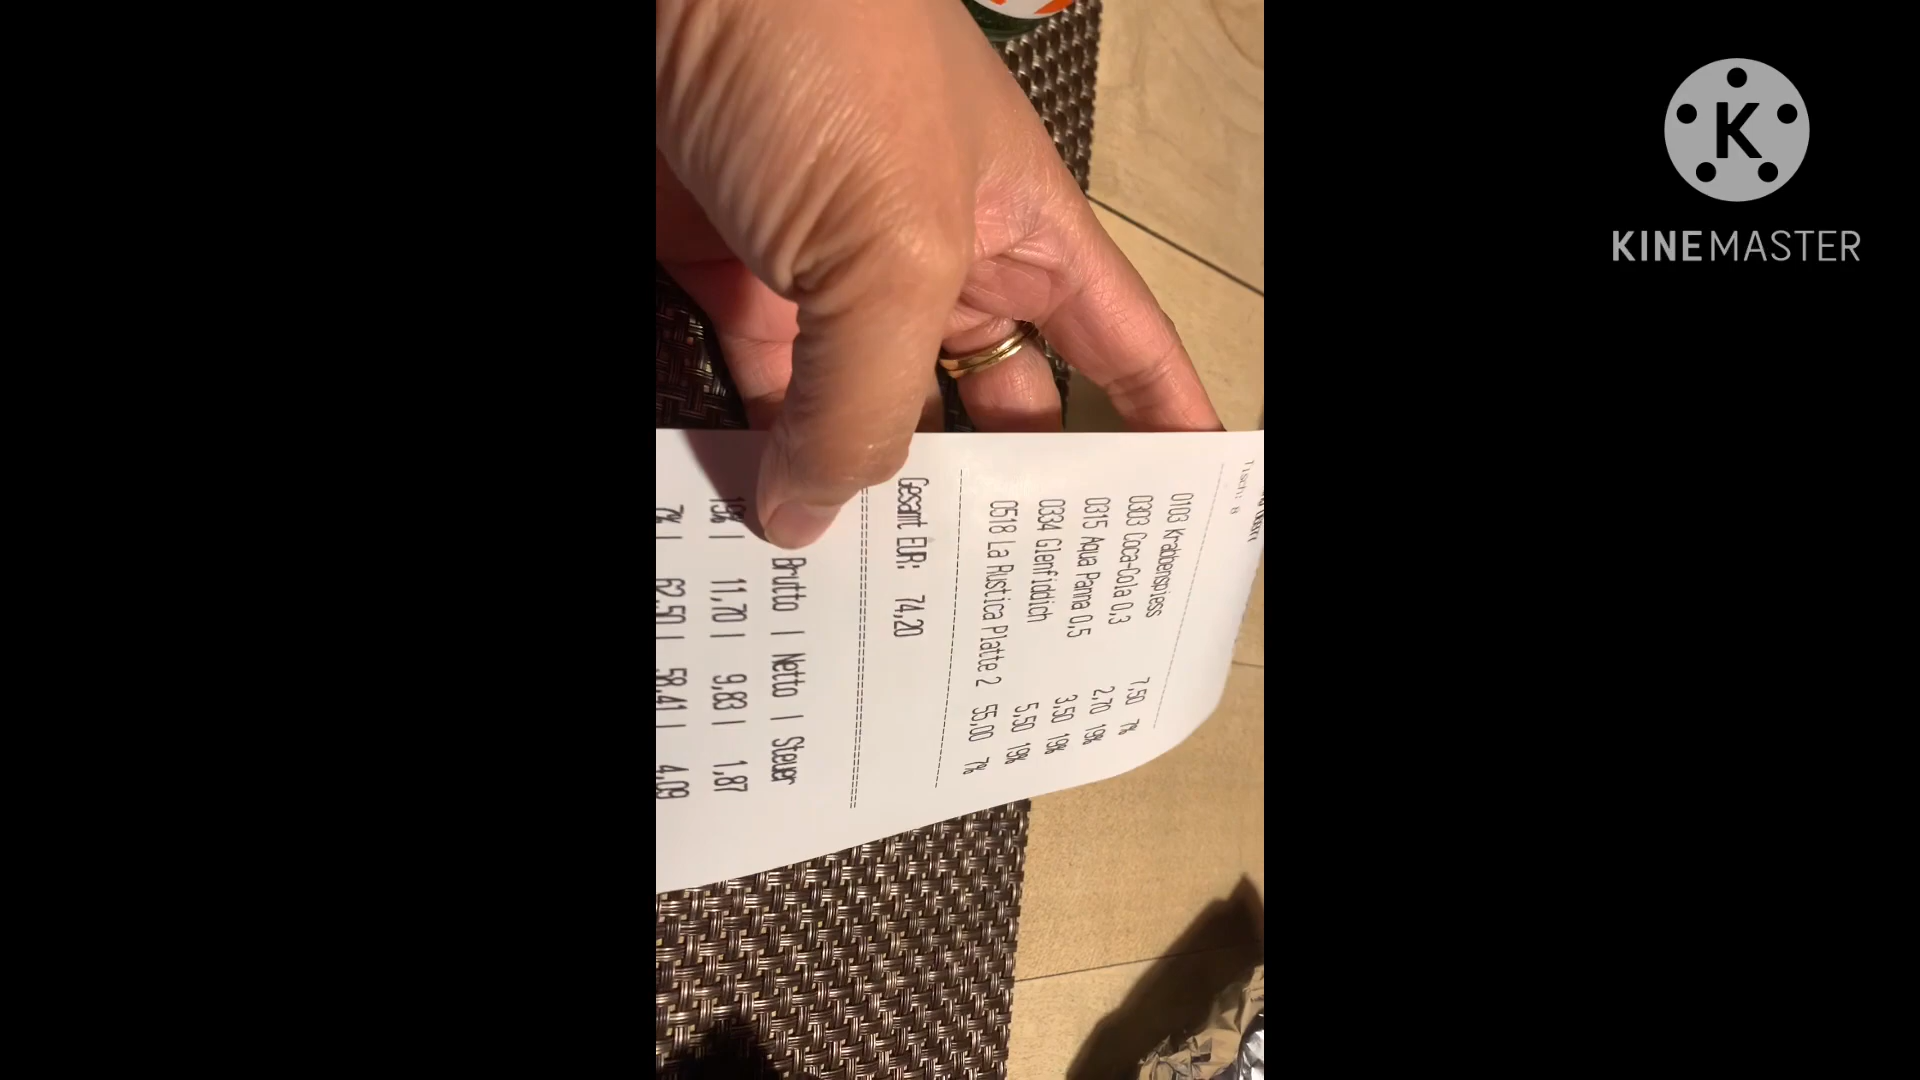 Tisch: 8
0103 Krabbenspiess 7,50 7%
0303 Coca-Cola 0,3 2,70 19%
0315 Aqua Panna 0,5 3,50 19%
0334 Glenfiddich 5,50 19%
0518 La Rustica Platte 2 55,00 7%
Gesamt EUR: 74,20
Brutto | Netto | Steuer
19% | 11,70 | 9,83 | 1,87
7% | 62,50 | 58,41 | 4,09
K
KINEMASTER